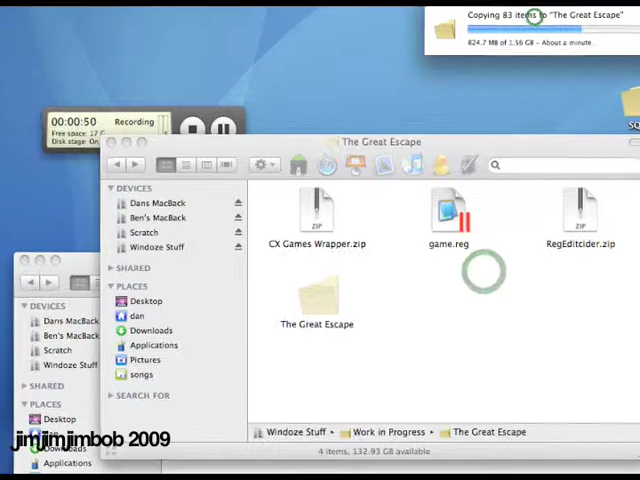 Copying 83 items to "The Great Escape"
824.7 MB of 1.56 GB - About a minute
00:00:50 Recording
Free space: 17 G
Disk stage: On
The Great Escape
DEVICES
Dans MacBack
Ben's MacBack
Scratch
Windoze Stuff
SHARED
PLACES
Desktop
dan
Downloads
Applications
Pictures
songs
SEARCH FOR
ZIP
ZIP
CX Games Wrapper.zip
game.reg
RegEditcider.zip
The Great Escape
Windoze Stuff
Work in Progress
The Great Escape
4 items, 132.93 GB available
DEVICES
Dans MacBack
Ben's MacBack
Scratch
Windoze Stuff
SHARED
PLACES
Desktop
Downloads
Applications
jimjimjimbob 2009